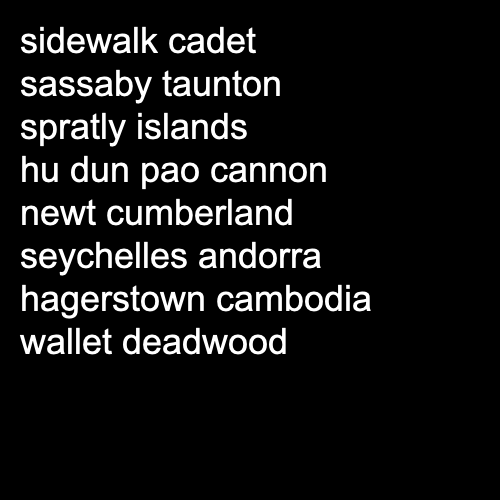 sidewalk cadet
sassaby taunton
spratly islands
hu dun pao cannon
newt cumberland
seychelles andorra
hagerstown cambodia
wallet deadwood